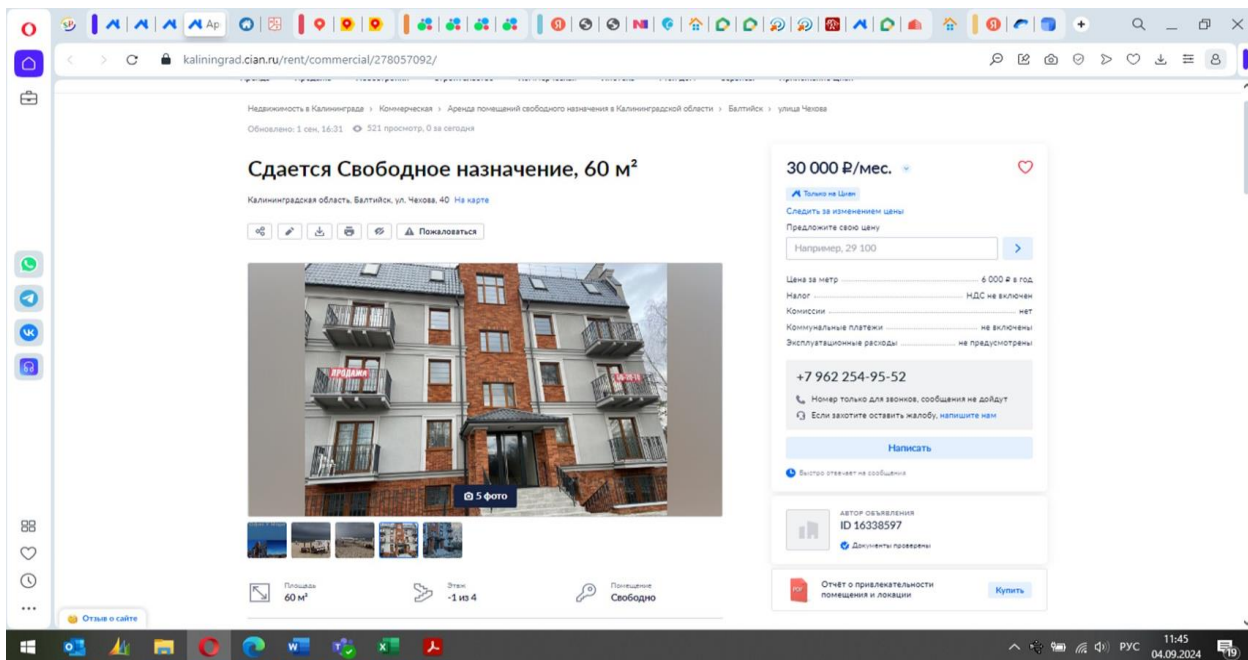 Ap
kaliningrad.cian.ru/rent/commercial/278057092/
Недвижимость в Калининграде › Коммерческая › Аренда помещений свободного назначения в Калининградской области › Балтийск › улица Чехова
Обновлено: 1 сен, 16:31 521 просмотр, 0 за сегодня
Сдается Свободное назначение, 60 м²
Калининградская область, Балтийск, ул. Чехова, 40 На карте
Пожаловаться
ПРОДАЖА
5 фото
Площадь
60 м²
Этаж
-1 из 4
Помещение
Свободно
30 000 ₽/мес.
Только на Циан
Следить за изменением цены
Предложите свою цену
Например, 29 100
Цена за метр 6 000 ₽ в год
Налог НДС не включен
Комиссии нет
Коммунальные платежи не включены
Эксплуатационные расходы не предусмотрены
+7 962 254-95-52
Номер только для звонков, сообщения не дойдут
Если захотите оставить жалобу, напишите нам
Написать
Быстро отвечает на сообщения
АВТОР ОБЪЯВЛЕНИЯ
ID 16338597
Документы проверены
PDF
Отчёт о привлекательности
помещения и локации
Купить
Отзыв о сайте
РУС
11:45
04.09.2024
19